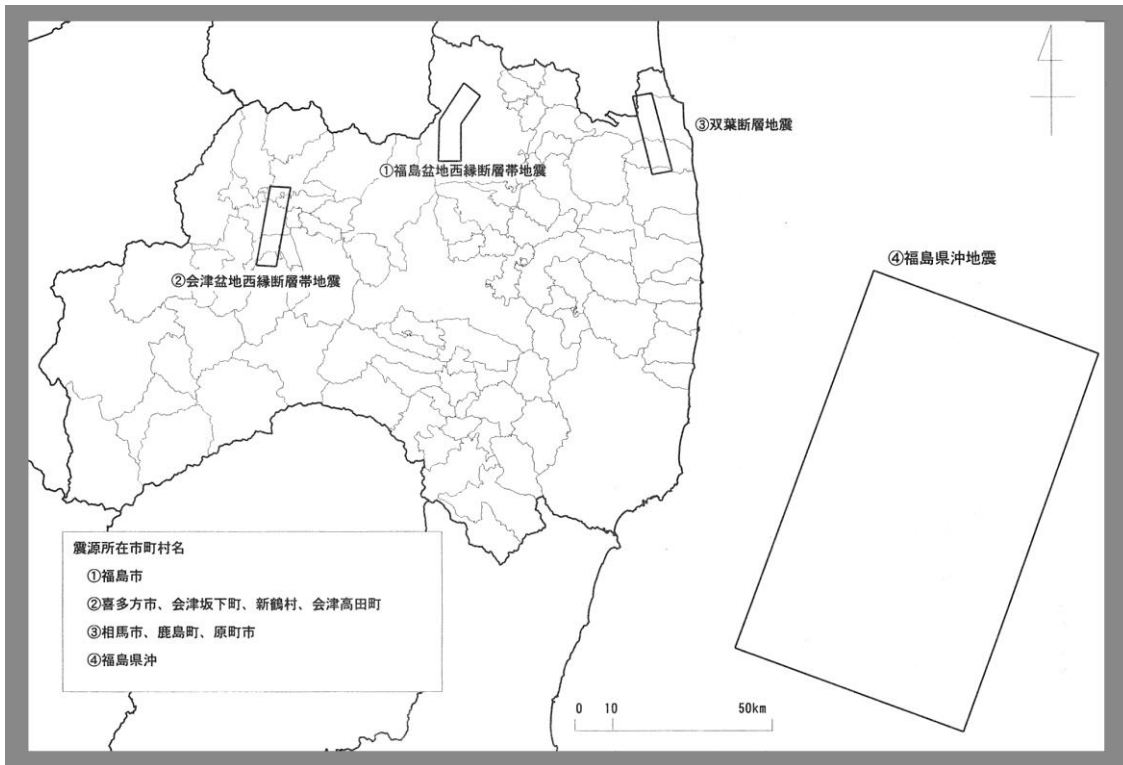 ③双葉断層地震
①福島盆地西縁断層帯地震
④福島県沖地震
②会津盆地西縁断層帯地震
震源所在市町村名
①福島市
②喜多方市、会津坂下町、新鶴村、会津高田町
③相馬市、鹿島町、原町市
④福島県沖
0 10 50km